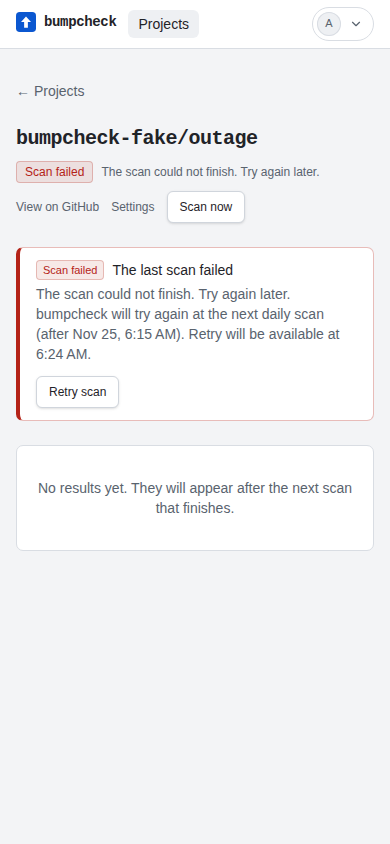 bumpcheck Projects A
← Projects
bumpcheck-fake/outage
Scan failed The scan could not finish. Try again later.
View on GitHub Settings Scan now
Scan failed The last scan failed
The scan could not finish. Try again later.
bumpcheck will try again at the next daily scan
(after Nov 25, 6:15 AM). Retry will be available at
6:24 AM.
Retry scan
No results yet. They will appear after the next scan
that finishes.